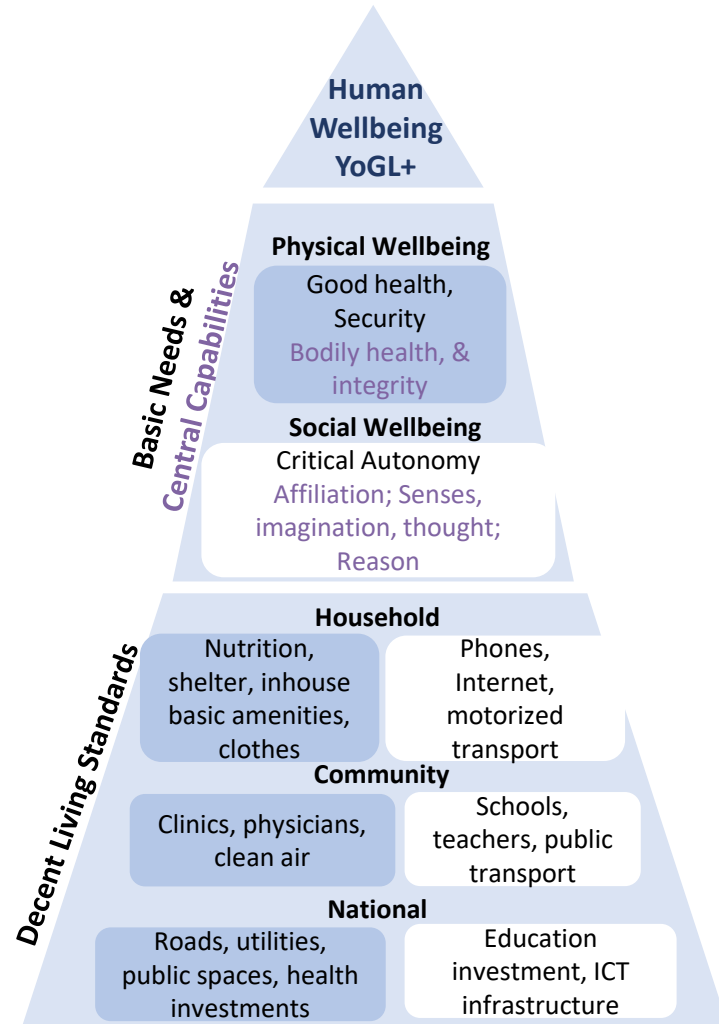 Human
Wellbeing
YoGL+
Basic Needs &
Central Capabilities
Physical Wellbeing
Good health,
Security
Bodily health, &
integrity
Social Wellbeing
Critical Autonomy
Affiliation; Senses,
imagination, thought;
Reason
Decent Living Standards
Household
Nutrition,
shelter, inhouse
basic amenities,
clothes
Phones,
Internet,
motorized
transport
Community
Clinics, physicians,
clean air
Schools,
teachers, public
transport
National
Roads, utilities,
public spaces, health
investments
Education
investment, ICT
infrastructure